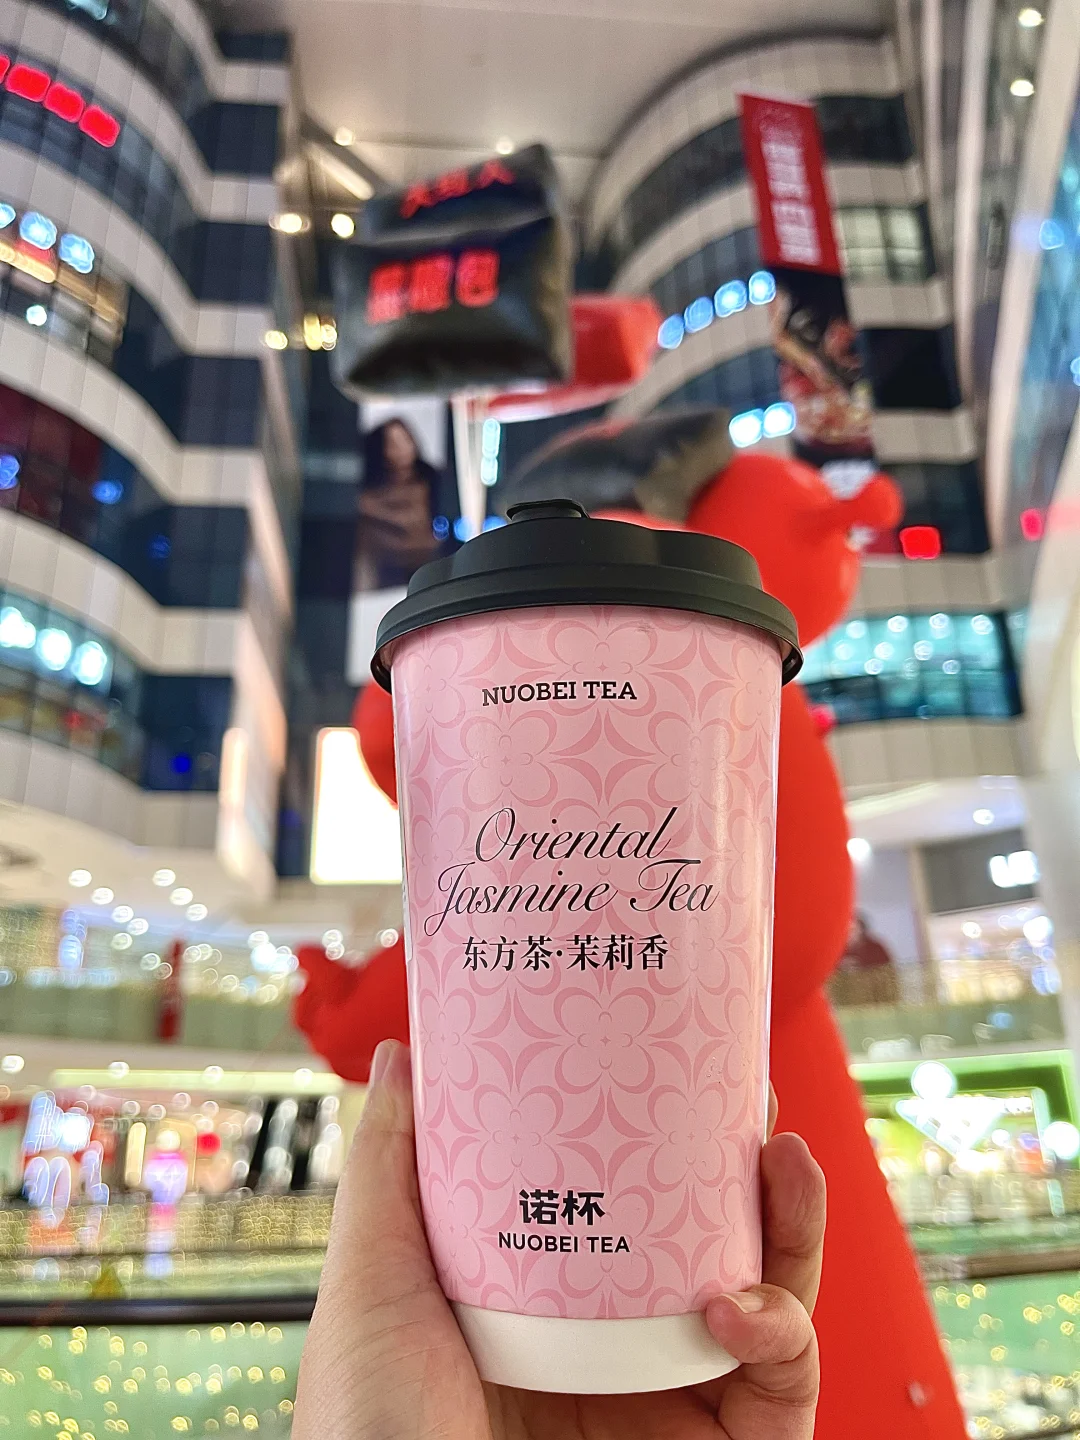 NUOBEI TEA
Oriental
Jasmine Tea
东方茶·茉莉香
诺杯
NUOBEI TEA